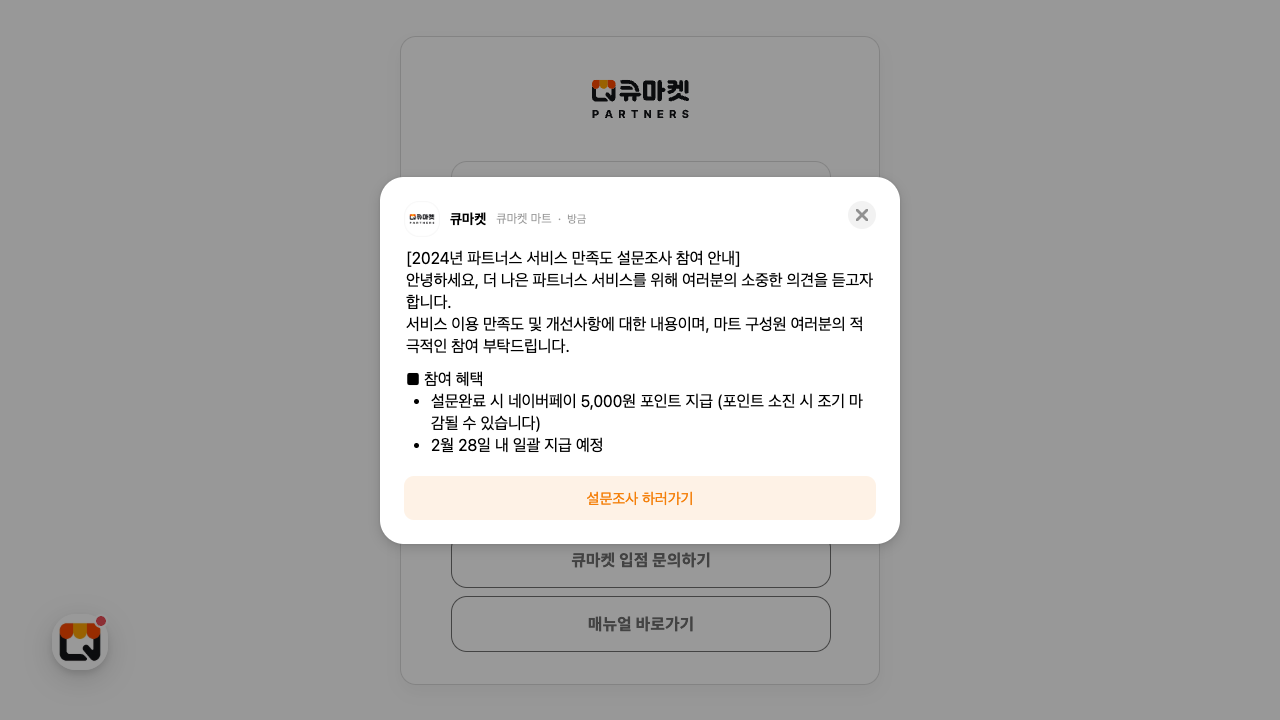 큐마켓
PARTNERS
큐마켓 큐마켓 마트 · 방금
[2024년 파트너스 서비스 만족도 설문조사 참여 안내]
안녕하세요, 더 나은 파트너스 서비스를 위해 여러분의 소중한 의견을 듣고자
합니다.
서비스 이용 만족도 및 개선사항에 대한 내용이며, 마트 구성원 여러분의 적
극적인 참여 부탁드립니다.
■ 참여 혜택
• 설문완료 시 네이버페이 5,000원 포인트 지급 (포인트 소진 시 조기 마
감될 수 있습니다)
• 2월 28일 내 일괄 지급 예정
설문조사 하러가기
큐마켓 입점 문의하기
매뉴얼 바로가기